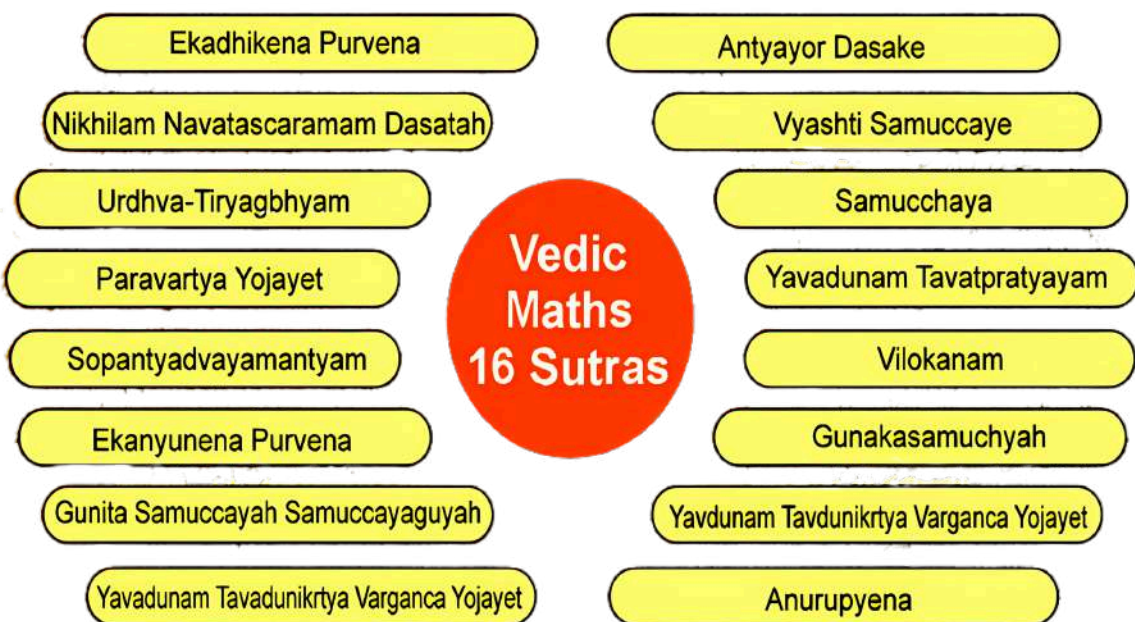 Ekadhikena Purvena
Nikhilam Navatascaramam Dasatah
Urdhva-Tiryagbhyam
Paravartya Yojayet
Sopantyadvayamantyam
Ekanyunena Purvena
Gunita Samuccayah Samuccayaguyah
Yavadunam Tavadunikrtya Varganca Yojayet
Vedic
Maths
16 Sutras
Antyayor Dasake
Vyashti Samuccaye
Samucchaya
Yavadunam Tavatpratyayam
Vilokanam
Gunakasamuchyah
Yavdunam Tavdunikrtya Varganca Yojayet
Anurupyena